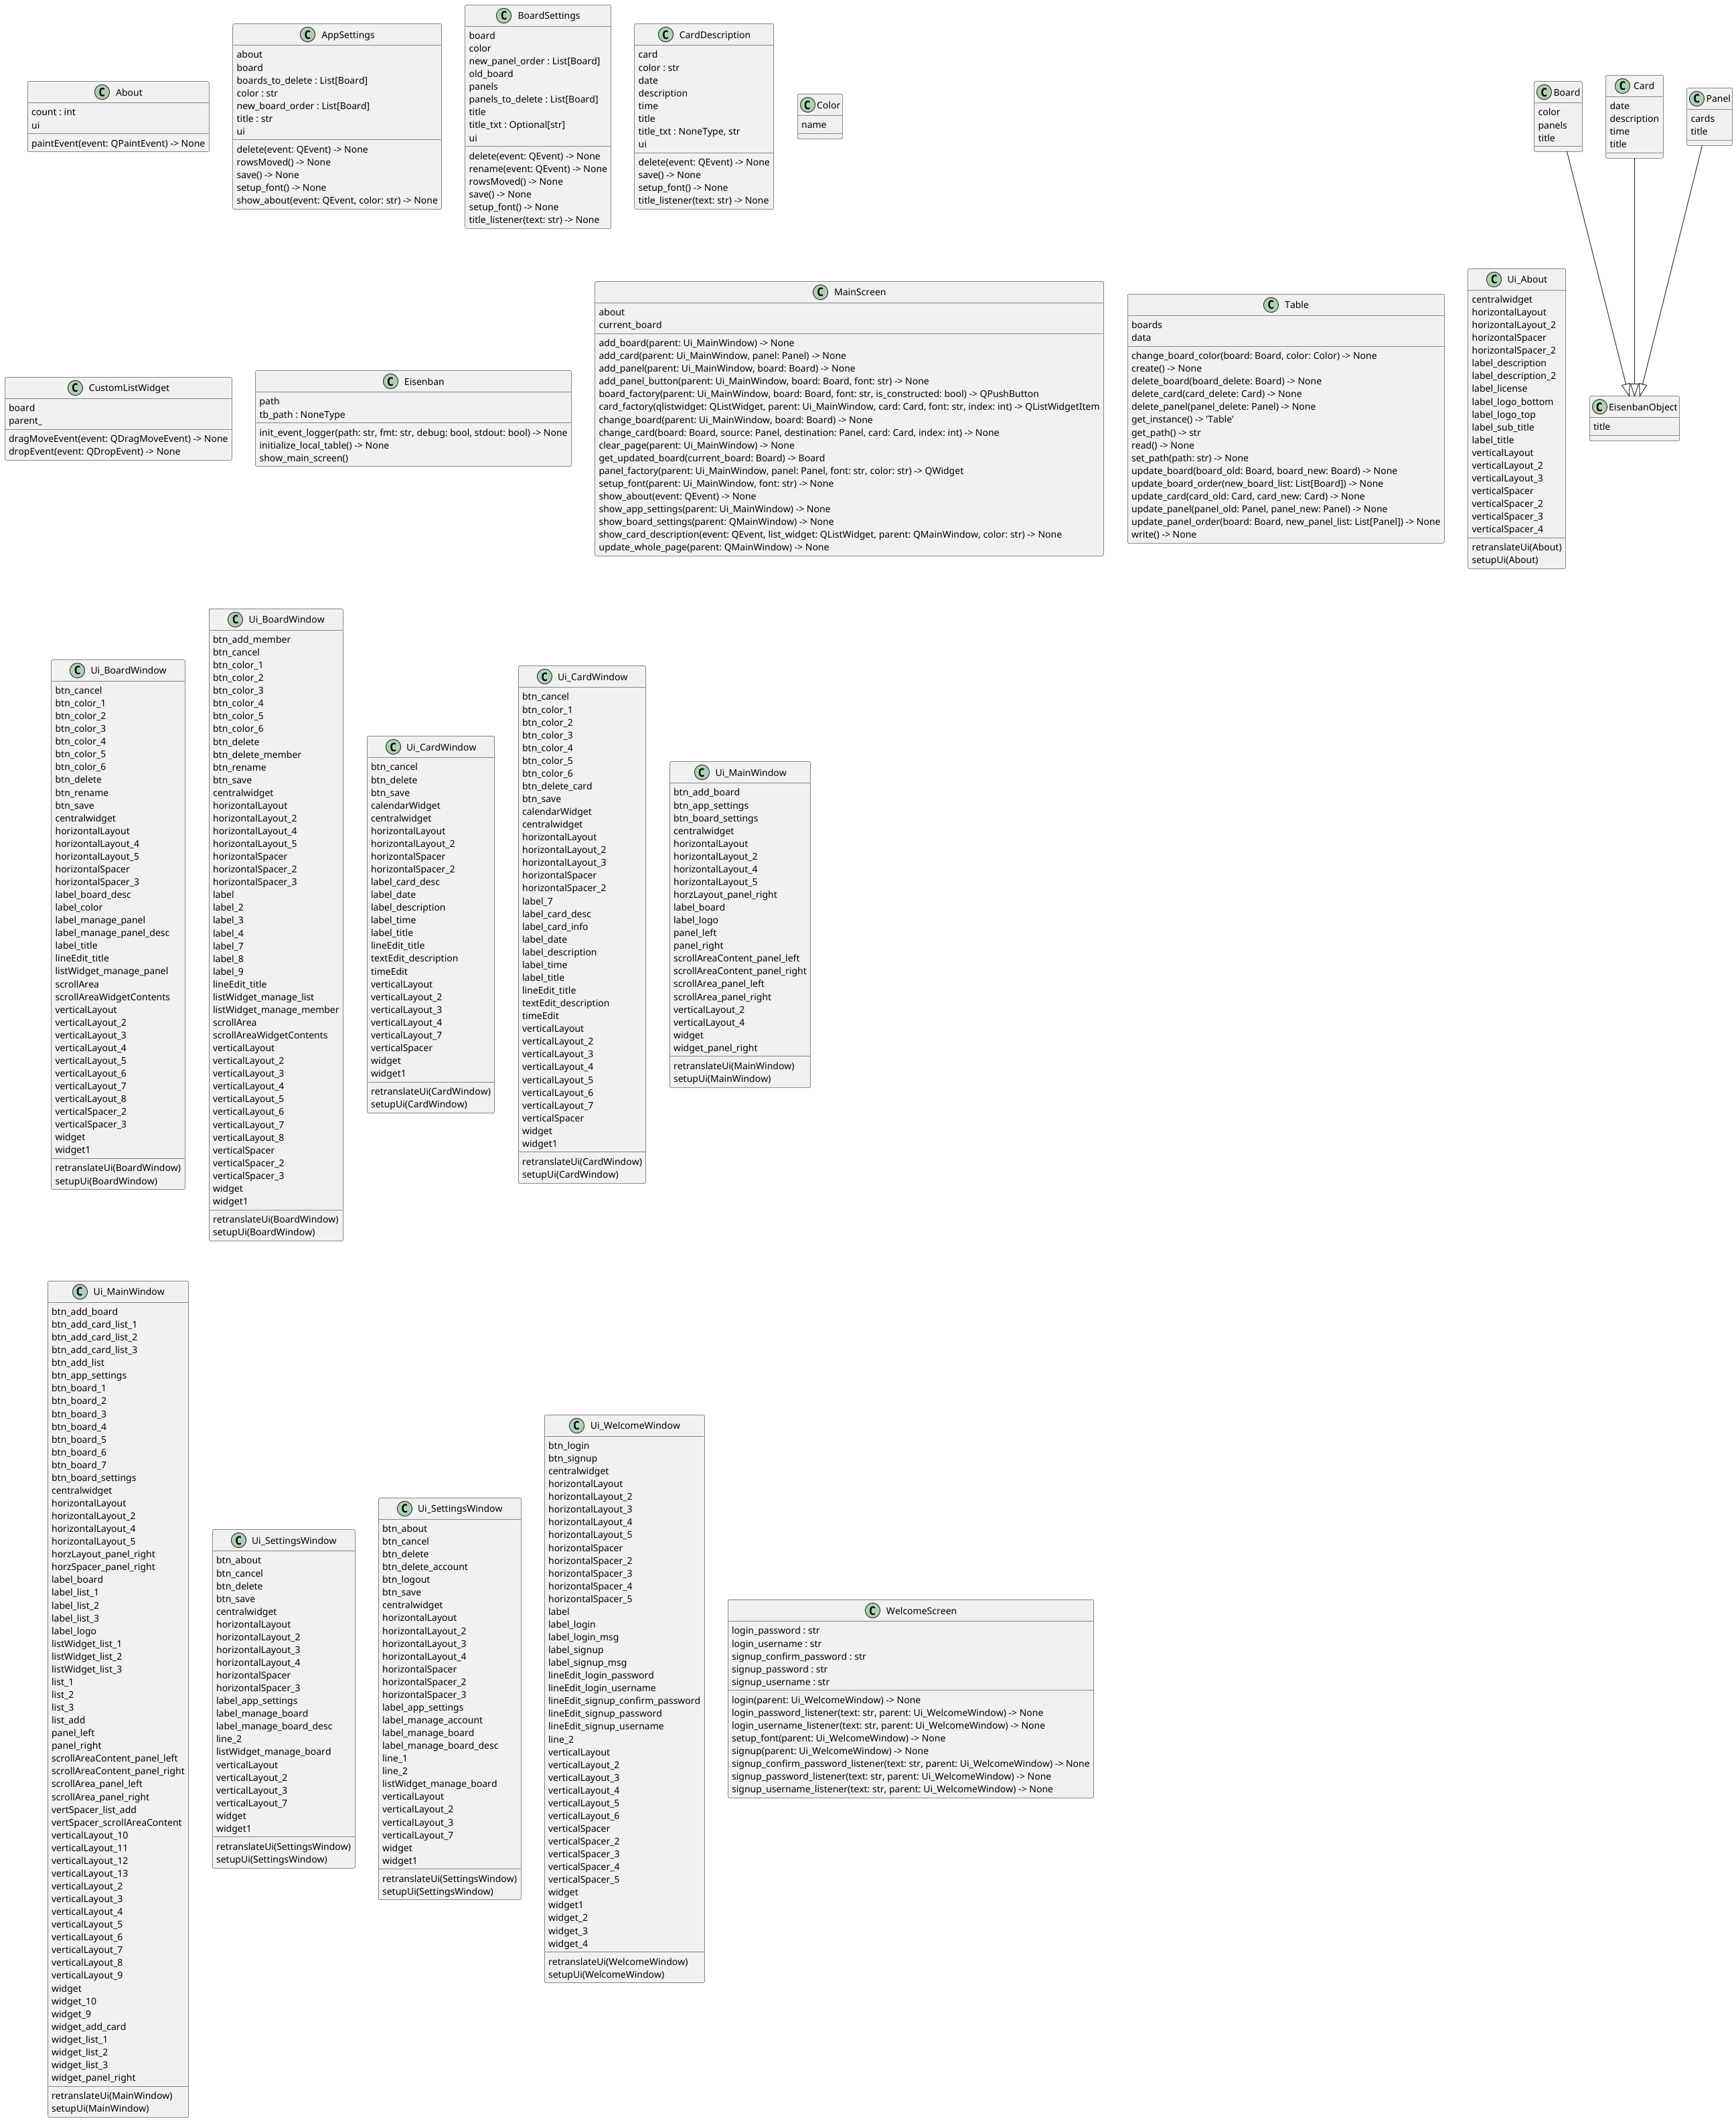 About
count : int
ui
paintEvent(event: QPaintEvent) -> None
AppSettings
about
board
boards_to_delete : List[Board]
color : str
new_board_order : List[Board]
title : str
ui
delete(event: QEvent) -> None
rowsMoved() -> None
save() -> None
setup_font() -> None
show_about(event: QEvent, color: str) -> None
BoardSettings
board
color
new_panel_order : List[Board]
old_board
panels
panels_to_delete : List[Board]
title
title_txt : Optional[str]
ui
delete(event: QEvent) -> None
rename(event: QEvent) -> None
rowsMoved() -> None
save() -> None
setup_font() -> None
title_listener(text: str) -> None
CardDescription
card
color : str
date
description
time
title
title_txt : NoneType, str
ui
delete(event: QEvent) -> None
save() -> None
setup_font() -> None
title_listener(text: str) -> None
Color
name
Board
color
panels
title
Card
date
description
time
title
Panel
cards
title
CustomListWidget
board
parent_
dragMoveEvent(event: QDragMoveEvent) -> None
dropEvent(event: QDropEvent) -> None
Eisenban
path
tb_path : NoneType
init_event_logger(path: str, fmt: str, debug: bool, stdout: bool) -> None
initialize_local_table() -> None
show_main_screen()
MainScreen
about
current_board
add_board(parent: Ui_MainWindow) -> None
add_card(parent: Ui_MainWindow, panel: Panel) -> None
add_panel(parent: Ui_MainWindow, board: Board) -> None
add_panel_button(parent: Ui_MainWindow, board: Board, font: str) -> None
board_factory(parent: Ui_MainWindow, board: Board, font: str, is_constructed: bool) -> QPushButton
card_factory(qlistwidget: QListWidget, parent: Ui_MainWindow, card: Card, font: str, index: int) -> QListWidgetItem
change_board(parent: Ui_MainWindow, board: Board) -> None
change_card(board: Board, source: Panel, destination: Panel, card: Card, index: int) -> None
clear_page(parent: Ui_MainWindow) -> None
get_updated_board(current_board: Board) -> Board
panel_factory(parent: Ui_MainWindow, panel: Panel, font: str, color: str) -> QWidget
setup_font(parent: Ui_MainWindow, font: str) -> None
show_about(event: QEvent) -> None
show_app_settings(parent: Ui_MainWindow) -> None
show_board_settings(parent: QMainWindow) -> None
show_card_description(event: QEvent, list_widget: QListWidget, parent: QMainWindow, color: str) -> None
update_whole_page(parent: QMainWindow) -> None
Table
boards
data
change_board_color(board: Board, color: Color) -> None
create() -> None
delete_board(board_delete: Board) -> None
delete_card(card_delete: Card) -> None
delete_panel(panel_delete: Panel) -> None
get_instance() -> 'Table'
get_path() -> str
read() -> None
set_path(path: str) -> None
update_board(board_old: Board, board_new: Board) -> None
update_board_order(new_board_list: List[Board]) -> None
update_card(card_old: Card, card_new: Card) -> None
update_panel(panel_old: Panel, panel_new: Panel) -> None
update_panel_order(board: Board, new_panel_list: List[Panel]) -> None
write() -> None
Ui_About
centralwidget
horizontalLayout
horizontalLayout_2
horizontalSpacer
horizontalSpacer_2
label_description
label_description_2
label_license
label_logo_bottom
label_logo_top
label_sub_title
label_title
verticalLayout
verticalLayout_2
verticalLayout_3
verticalSpacer
verticalSpacer_2
verticalSpacer_3
verticalSpacer_4
retranslateUi(About)
setupUi(About)
EisenbanObject
title
Ui_BoardWindow
btn_cancel
btn_color_1
btn_color_2
btn_color_3
btn_color_4
btn_color_5
btn_color_6
btn_delete
btn_rename
btn_save
centralwidget
horizontalLayout
horizontalLayout_4
horizontalLayout_5
horizontalSpacer
horizontalSpacer_3
label_board_desc
label_color
label_manage_panel
label_manage_panel_desc
label_title
lineEdit_title
listWidget_manage_panel
scrollArea
scrollAreaWidgetContents
verticalLayout
verticalLayout_2
verticalLayout_3
verticalLayout_4
verticalLayout_5
verticalLayout_6
verticalLayout_7
verticalLayout_8
verticalSpacer_2
verticalSpacer_3
widget
widget1
retranslateUi(BoardWindow)
setupUi(BoardWindow)
Ui_BoardWindow
btn_add_member
btn_cancel
btn_color_1
btn_color_2
btn_color_3
btn_color_4
btn_color_5
btn_color_6
btn_delete
btn_delete_member
btn_rename
btn_save
centralwidget
horizontalLayout
horizontalLayout_2
horizontalLayout_4
horizontalLayout_5
horizontalSpacer
horizontalSpacer_2
horizontalSpacer_3
label
label_2
label_3
label_4
label_7
label_8
label_9
lineEdit_title
listWidget_manage_list
listWidget_manage_member
scrollArea
scrollAreaWidgetContents
verticalLayout
verticalLayout_2
verticalLayout_3
verticalLayout_4
verticalLayout_5
verticalLayout_6
verticalLayout_7
verticalLayout_8
verticalSpacer
verticalSpacer_2
verticalSpacer_3
widget
widget1
retranslateUi(BoardWindow)
setupUi(BoardWindow)
Ui_CardWindow
btn_cancel
btn_delete
btn_save
calendarWidget
centralwidget
horizontalLayout
horizontalLayout_2
horizontalSpacer
horizontalSpacer_2
label_card_desc
label_date
label_description
label_time
label_title
lineEdit_title
textEdit_description
timeEdit
verticalLayout
verticalLayout_2
verticalLayout_3
verticalLayout_4
verticalLayout_7
verticalSpacer
widget
widget1
retranslateUi(CardWindow)
setupUi(CardWindow)
Ui_CardWindow
btn_cancel
btn_color_1
btn_color_2
btn_color_3
btn_color_4
btn_color_5
btn_color_6
btn_delete_card
btn_save
calendarWidget
centralwidget
horizontalLayout
horizontalLayout_2
horizontalLayout_3
horizontalSpacer
horizontalSpacer_2
label_7
label_card_desc
label_card_info
label_date
label_description
label_time
label_title
lineEdit_title
textEdit_description
timeEdit
verticalLayout
verticalLayout_2
verticalLayout_3
verticalLayout_4
verticalLayout_5
verticalLayout_6
verticalLayout_7
verticalSpacer
widget
widget1
retranslateUi(CardWindow)
setupUi(CardWindow)
Ui_MainWindow
btn_add_board
btn_app_settings
btn_board_settings
centralwidget
horizontalLayout
horizontalLayout_2
horizontalLayout_4
horizontalLayout_5
horzLayout_panel_right
label_board
label_logo
panel_left
panel_right
scrollAreaContent_panel_left
scrollAreaContent_panel_right
scrollArea_panel_left
scrollArea_panel_right
verticalLayout_2
verticalLayout_4
widget
widget_panel_right
retranslateUi(MainWindow)
setupUi(MainWindow)
Ui_MainWindow
btn_add_board
btn_add_card_list_1
btn_add_card_list_2
btn_add_card_list_3
btn_add_list
btn_app_settings
btn_board_1
btn_board_2
btn_board_3
btn_board_4
btn_board_5
btn_board_6
btn_board_7
btn_board_settings
centralwidget
horizontalLayout
horizontalLayout_2
horizontalLayout_4
horizontalLayout_5
horzLayout_panel_right
horzSpacer_panel_right
label_board
label_list_1
label_list_2
label_list_3
label_logo
listWidget_list_1
listWidget_list_2
listWidget_list_3
list_1
list_2
list_3
list_add
panel_left
panel_right
scrollAreaContent_panel_left
scrollAreaContent_panel_right
scrollArea_panel_left
scrollArea_panel_right
vertSpacer_list_add
vertSpacer_scrollAreaContent
verticalLayout_10
verticalLayout_11
verticalLayout_12
verticalLayout_13
verticalLayout_2
verticalLayout_3
verticalLayout_4
verticalLayout_5
verticalLayout_6
verticalLayout_7
verticalLayout_8
verticalLayout_9
widget
widget_10
widget_9
widget_add_card
widget_list_1
widget_list_2
widget_list_3
widget_panel_right
retranslateUi(MainWindow)
setupUi(MainWindow)
Ui_SettingsWindow
btn_about
btn_cancel
btn_delete
btn_save
centralwidget
horizontalLayout
horizontalLayout_2
horizontalLayout_3
horizontalLayout_4
horizontalSpacer
horizontalSpacer_3
label_app_settings
label_manage_board
label_manage_board_desc
line_2
listWidget_manage_board
verticalLayout
verticalLayout_2
verticalLayout_3
verticalLayout_7
widget
widget1
retranslateUi(SettingsWindow)
setupUi(SettingsWindow)
Ui_SettingsWindow
btn_about
btn_cancel
btn_delete
btn_delete_account
btn_logout
btn_save
centralwidget
horizontalLayout
horizontalLayout_2
horizontalLayout_3
horizontalLayout_4
horizontalSpacer
horizontalSpacer_2
horizontalSpacer_3
label_app_settings
label_manage_account
label_manage_board
label_manage_board_desc
line_1
line_2
listWidget_manage_board
verticalLayout
verticalLayout_2
verticalLayout_3
verticalLayout_7
widget
widget1
retranslateUi(SettingsWindow)
setupUi(SettingsWindow)
Ui_WelcomeWindow
btn_login
btn_signup
centralwidget
horizontalLayout
horizontalLayout_2
horizontalLayout_3
horizontalLayout_4
horizontalLayout_5
horizontalSpacer
horizontalSpacer_2
horizontalSpacer_3
horizontalSpacer_4
horizontalSpacer_5
label
label_login
label_login_msg
label_signup
label_signup_msg
lineEdit_login_password
lineEdit_login_username
lineEdit_signup_confirm_password
lineEdit_signup_password
lineEdit_signup_username
line_2
verticalLayout
verticalLayout_2
verticalLayout_3
verticalLayout_4
verticalLayout_5
verticalLayout_6
verticalSpacer
verticalSpacer_2
verticalSpacer_3
verticalSpacer_4
verticalSpacer_5
widget
widget1
widget_2
widget_3
widget_4
retranslateUi(WelcomeWindow)
setupUi(WelcomeWindow)
WelcomeScreen
login_password : str
login_username : str
signup_confirm_password : str
signup_password : str
signup_username : str
login(parent: Ui_WelcomeWindow) -> None
login_password_listener(text: str, parent: Ui_WelcomeWindow) -> None
login_username_listener(text: str, parent: Ui_WelcomeWindow) -> None
setup_font(parent: Ui_WelcomeWindow) -> None
signup(parent: Ui_WelcomeWindow) -> None
signup_confirm_password_listener(text: str, parent: Ui_WelcomeWindow) -> None
signup_password_listener(text: str, parent: Ui_WelcomeWindow) -> None
signup_username_listener(text: str, parent: Ui_WelcomeWindow) -> None